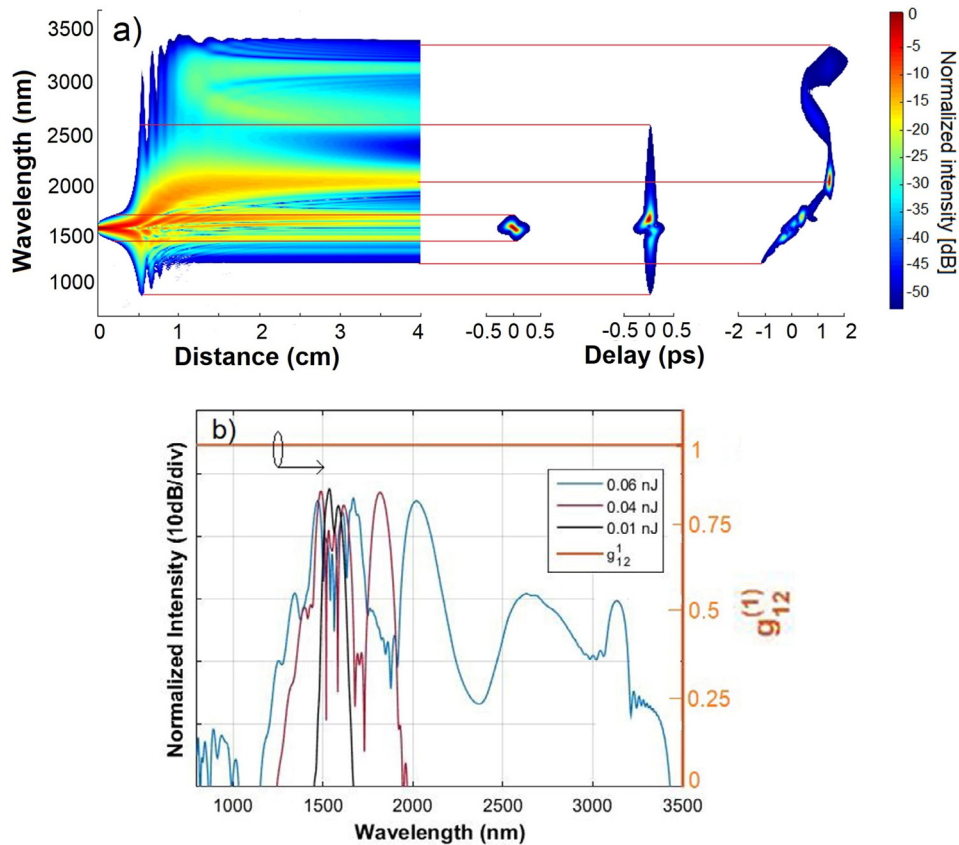 a)
3500
3000
2500
2000
1500
1000
Wavelength (nm)
0 1 2 3 4
Distance (cm)
-0.5 0 0.5
-0.5 0 0.5
-2 -1 0 1 2
Delay (ps)
0
-5
-10
-15
-20
-25
-30
-35
-40
-45
-50
Normalized intensity [dB]
b)
Normalized Intensity (10dB/div)
0.06 nJ
0.04 nJ
0.01 nJ
g¹₁₂
1
0.75
0.5
0.25
0
g₁₂⁽¹⁾
1000 1500 2000 2500 3000 3500
Wavelength (nm)